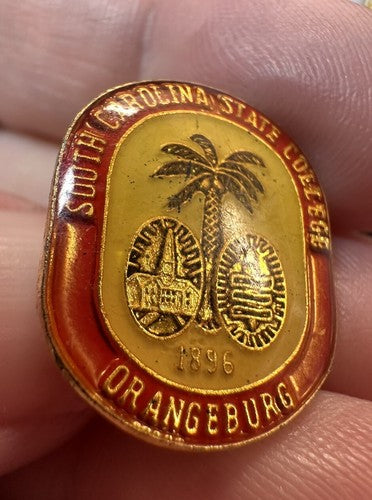 SOUTH CAROLINA STATE COLLEGE
1896
ORANGEBURG